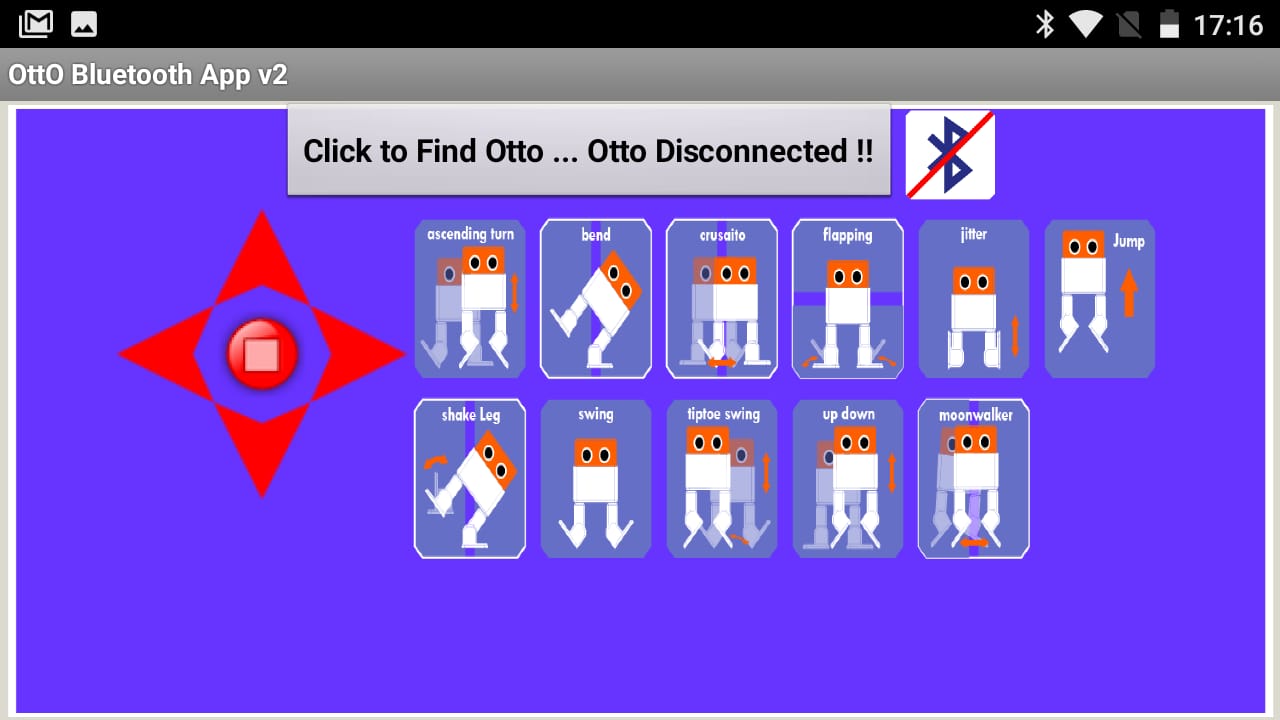 17:16
OttO Bluetooth App v2
Click to Find Otto ... Otto Disconnected !!
ascending turn
bend
crusaito
flapping
jitter
Jump
shake Leg
swing
tiptoe swing
up down
moonwalker